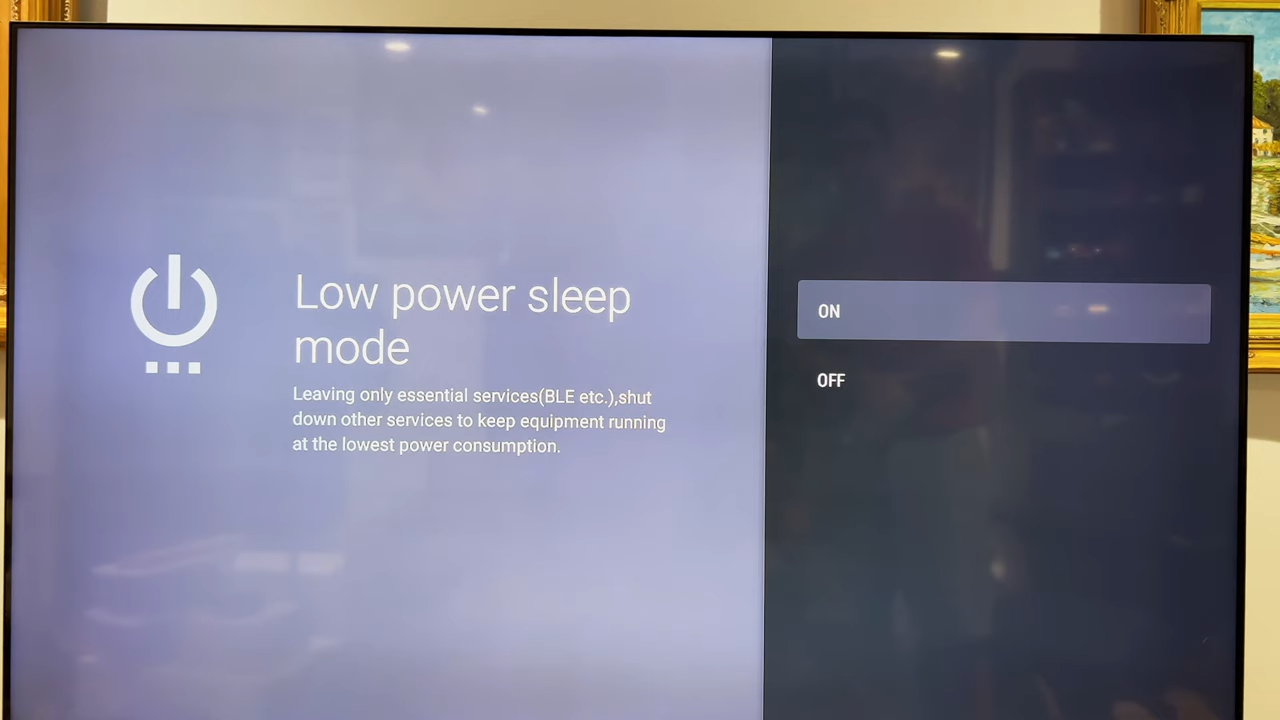 Low power sleep
mode
Leaving only essential services(BLE etc.),shut
down other services to keep equipment running
at the lowest power consumption.
ON
OFF